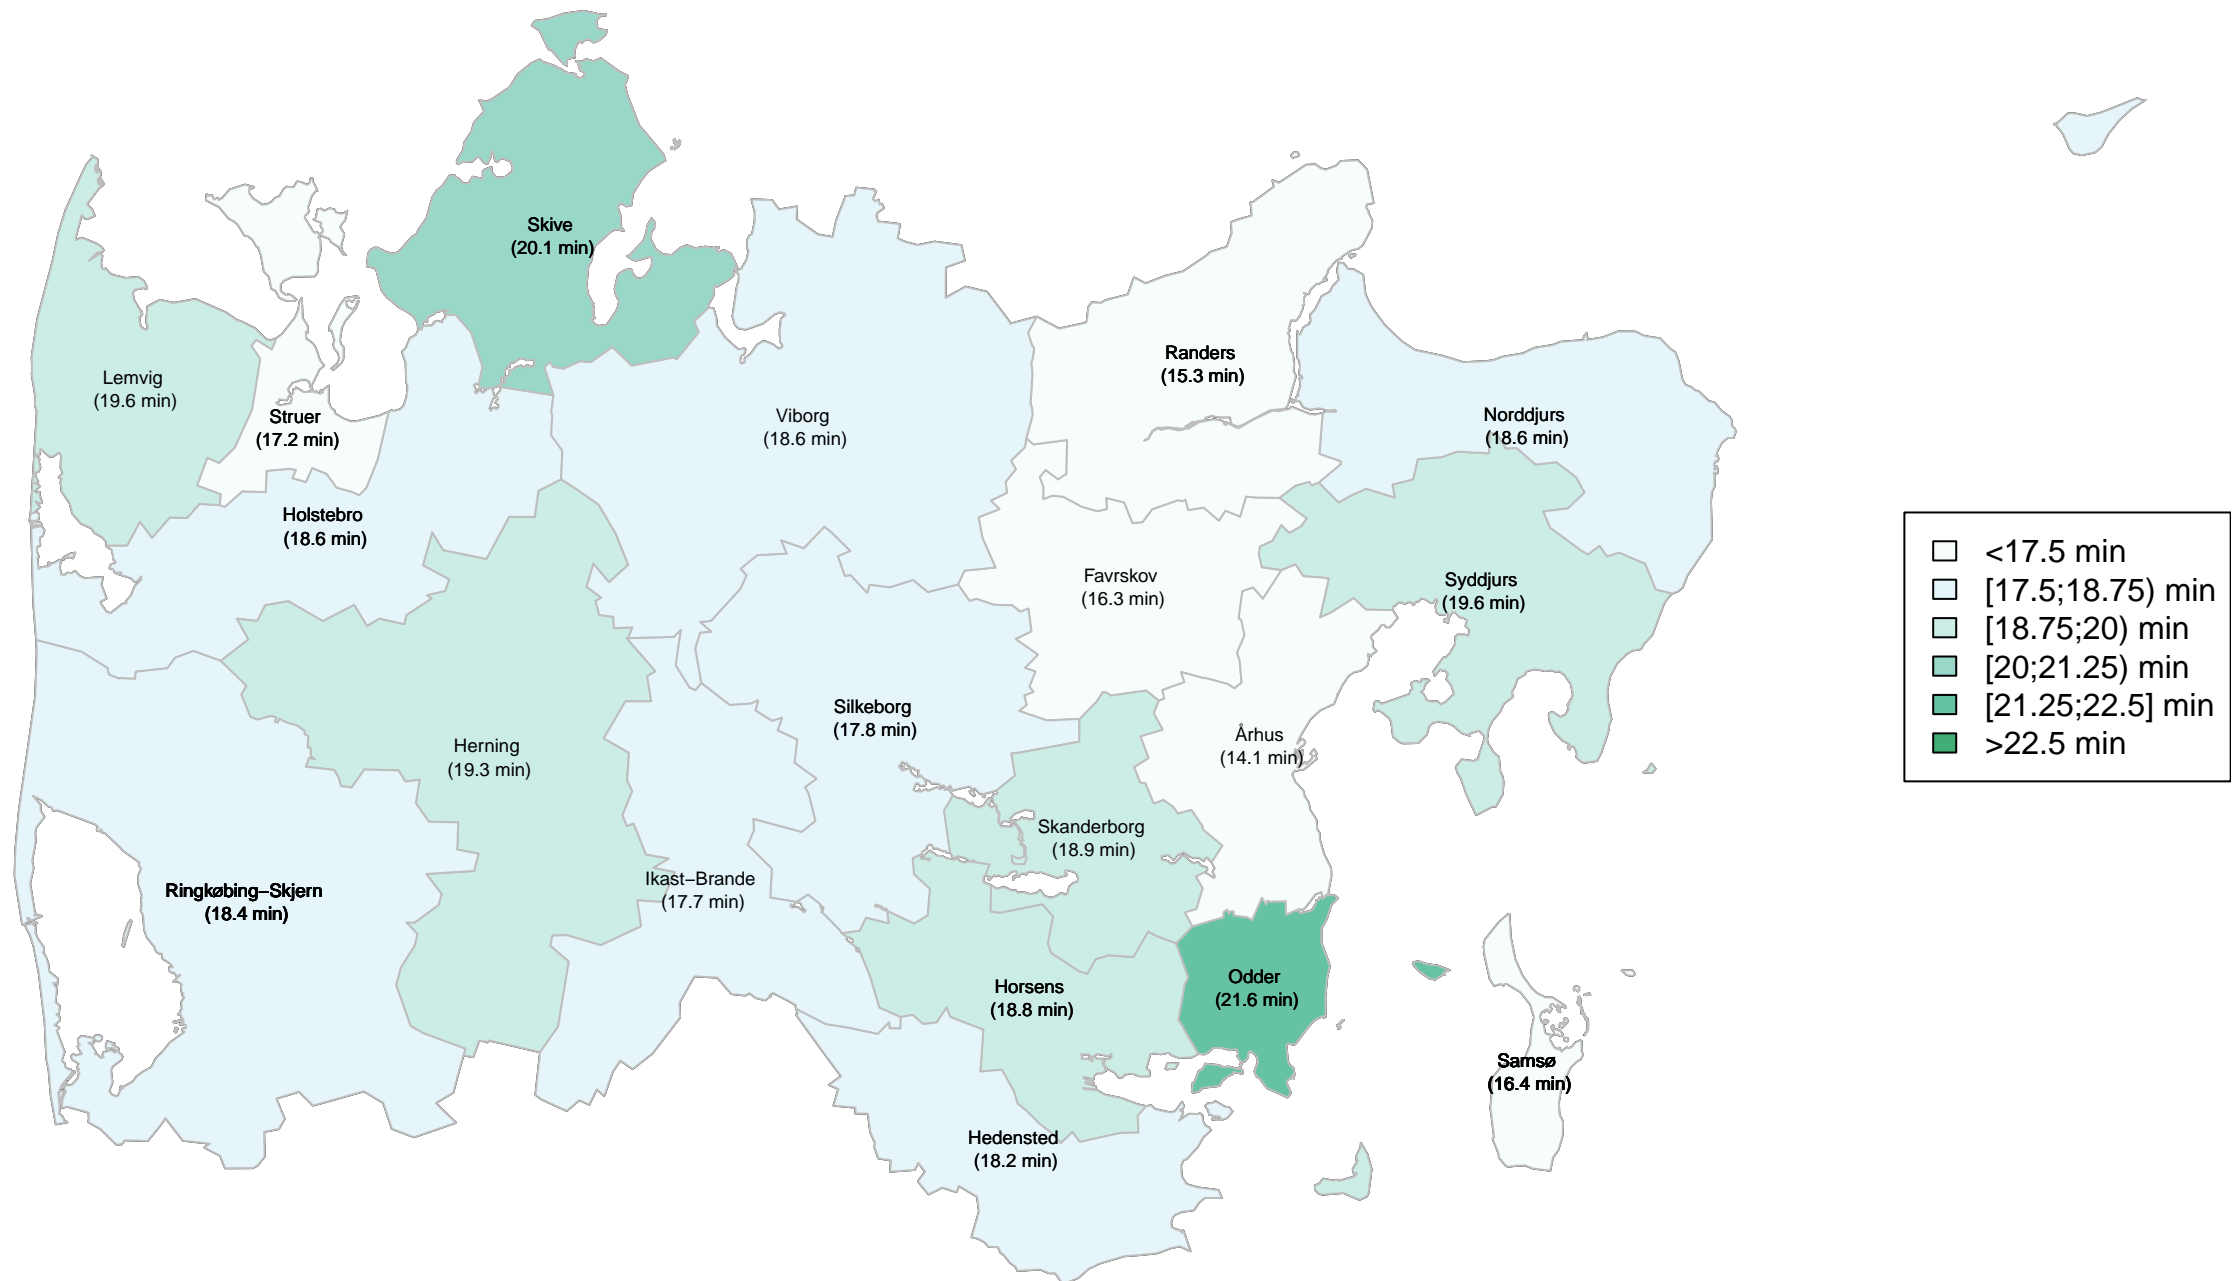 Skive
(20.1 min)
Randers
(15.3 min)
Lemvig
(19.6 min)
Struer
(17.2 min)
Viborg
(18.6 min)
Norddjurs
(18.6 min)
Holstebro
(18.6 min)
Favrskov
(16.3 min)
Syddjurs
(19.6 min)
Silkeborg
(17.8 min)
Århus
(14.1 min)
Herning
(19.3 min)
Skanderborg
(18.9 min)
Ringkøbing–Skjern
(18.4 min)
Ikast–Brande
(17.7 min)
Horsens
(18.8 min)
Odder
(21.6 min)
Samsø
(16.4 min)
Hedensted
(18.2 min)
<17.5 min
[17.5;18.75) min
[18.75;20) min
[20;21.25) min
[21.25;22.5] min
>22.5 min